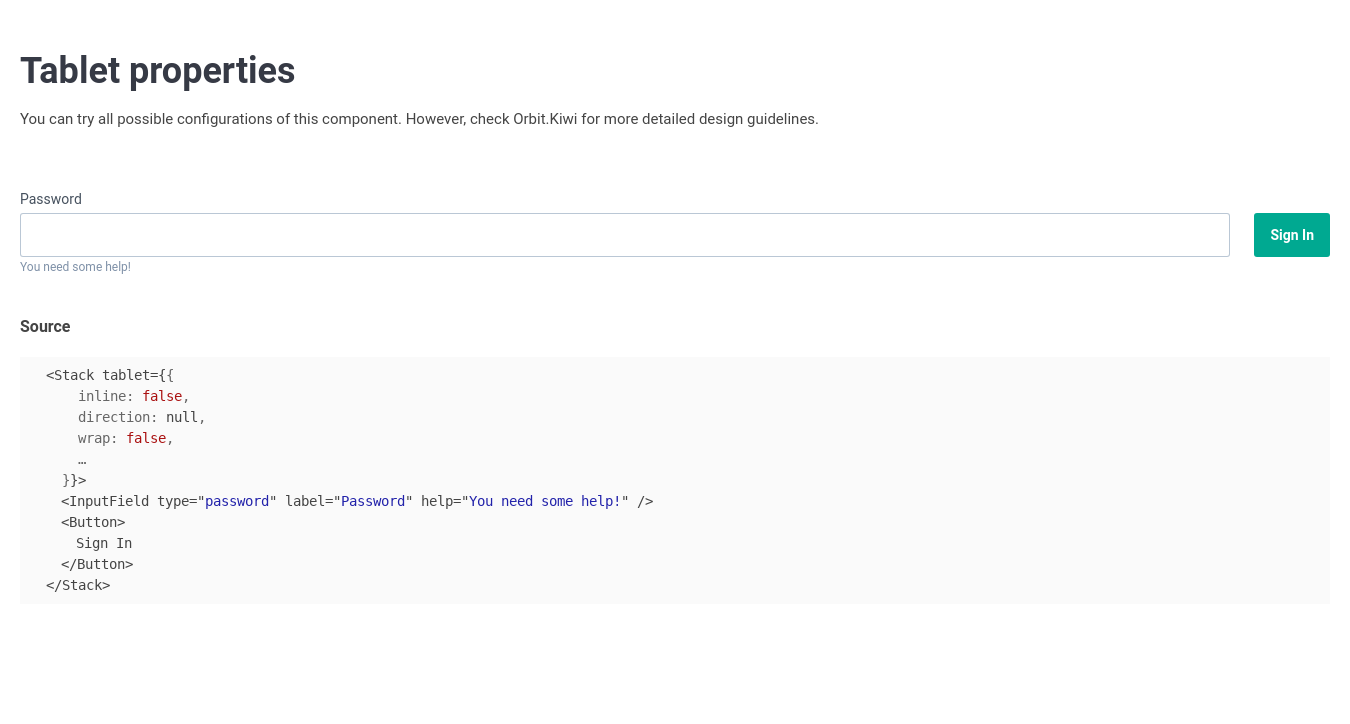 Tablet properties
You can try all possible configurations of this component. However, check Orbit.Kiwi for more detailed design guidelines.
Password
Sign In
You need some help!
Source
<Stack tablet={{
inline: false,
direction: null,
wrap: false,
…
}}>
<InputField type="password" label="Password" help="You need some help!" />
<Button>
Sign In
</Button>
</Stack>